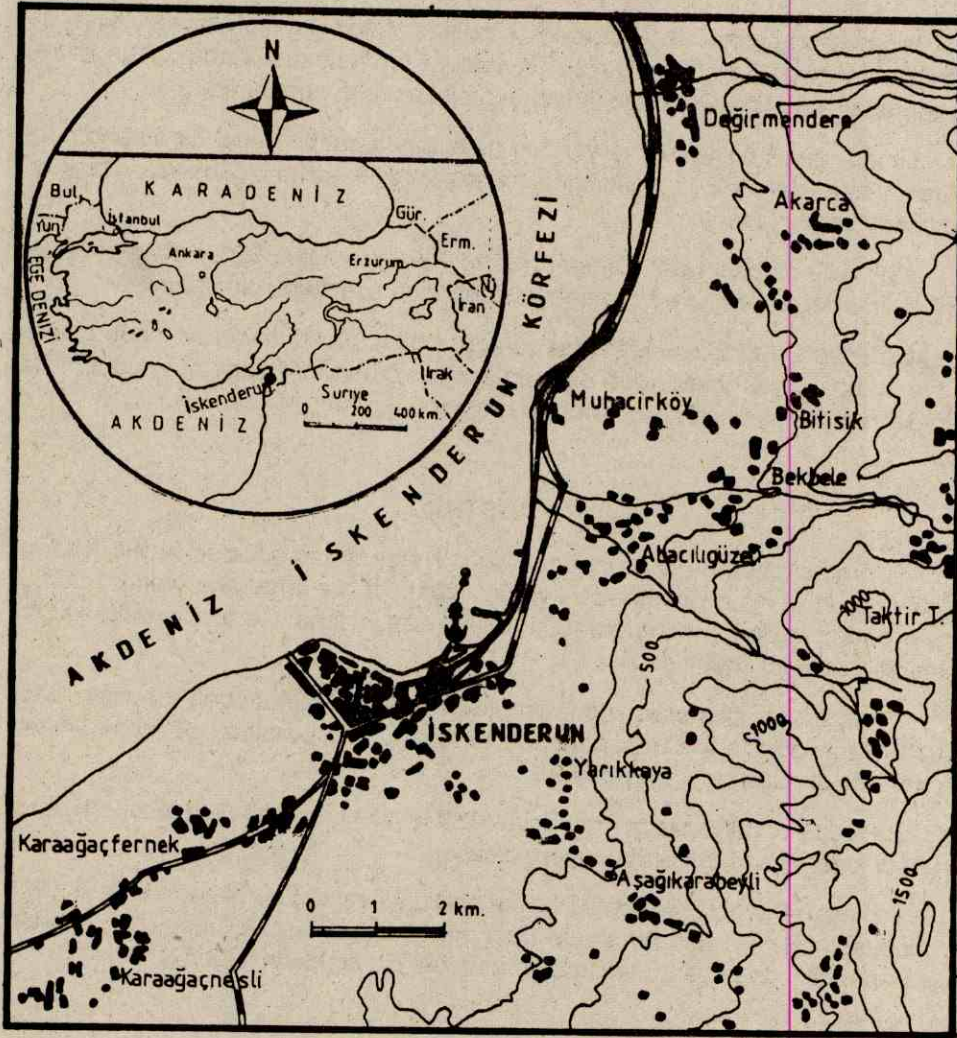 N
KARADENİZ
Bul.
Yun.
İstanbul
Gür.
Erm.
Ankara
Erzurum
EGE DENİZİ
İran
Irak
İskenderun
Suriye
AKDENİZ
0 200 400 km.
AKDENİZ İSKENDERUN KÖRFEZİ
Değirmendere
Akarca
Muhacirköy
Bitisik
Bekbele
Abacılıgüzeli
1000
Taktir T.
500
1000
İSKENDERUN
Yarıkkaya
Karaağaçfernek
Aşağıkarabeyli
1500
0 1 2 km.
Karaağaçnesli